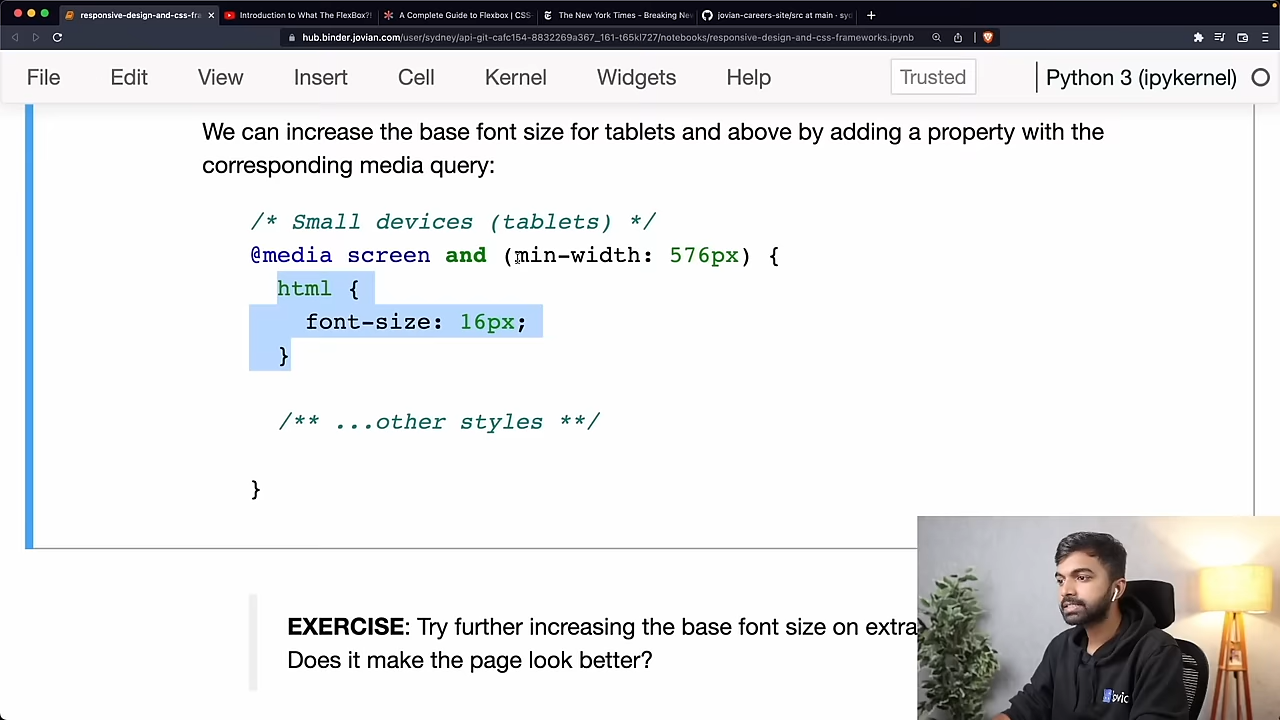 responsive-design-and-css-fra
Introduction to What The FlexBox?!
A Complete Guide to Flexbox | CSS
The New York Times - Breaking New
jovian-careers-site/src at main · syd
hub.binder.jovian.com/user/sydney/api-git-cafc154-8832269a367_161-t65kl727/notebooks/responsive-design-and-css-frameworks.ipynb
File Edit View Insert Cell Kernel Widgets Help Trusted Python 3 (ipykernel)
We can increase the base font size for tablets and above by adding a property with the
corresponding media query:
/* Small devices (tablets) */
@media screen and (min-width: 576px) {
html {
font-size: 16px;
}
/** ...other styles **/
}
EXERCISE: Try further increasing the base font size on extra
Does it make the page look better?